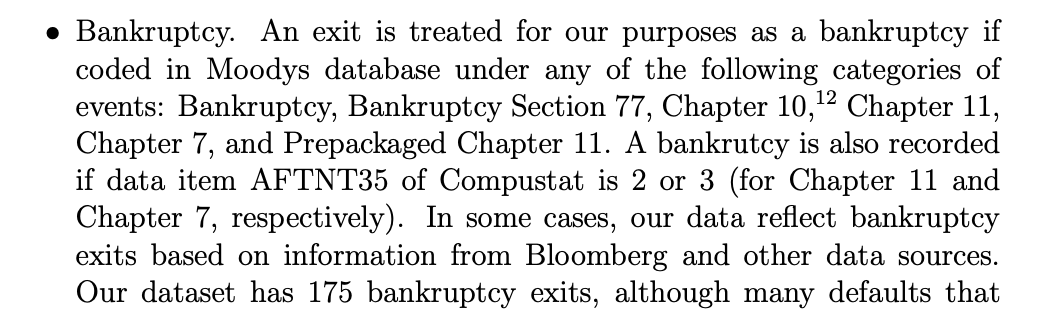 • Bankruptcy. An exit is treated for our purposes as a bankruptcy if
coded in Moodys database under any of the following categories of
events: Bankruptcy, Bankruptcy Section 77, Chapter 10,¹² Chapter 11,
Chapter 7, and Prepackaged Chapter 11. A bankrutcy is also recorded
if data item AFTNT35 of Compustat is 2 or 3 (for Chapter 11 and
Chapter 7, respectively). In some cases, our data reflect bankruptcy
exits based on information from Bloomberg and other data sources.
Our dataset has 175 bankruptcy exits, although many defaults that